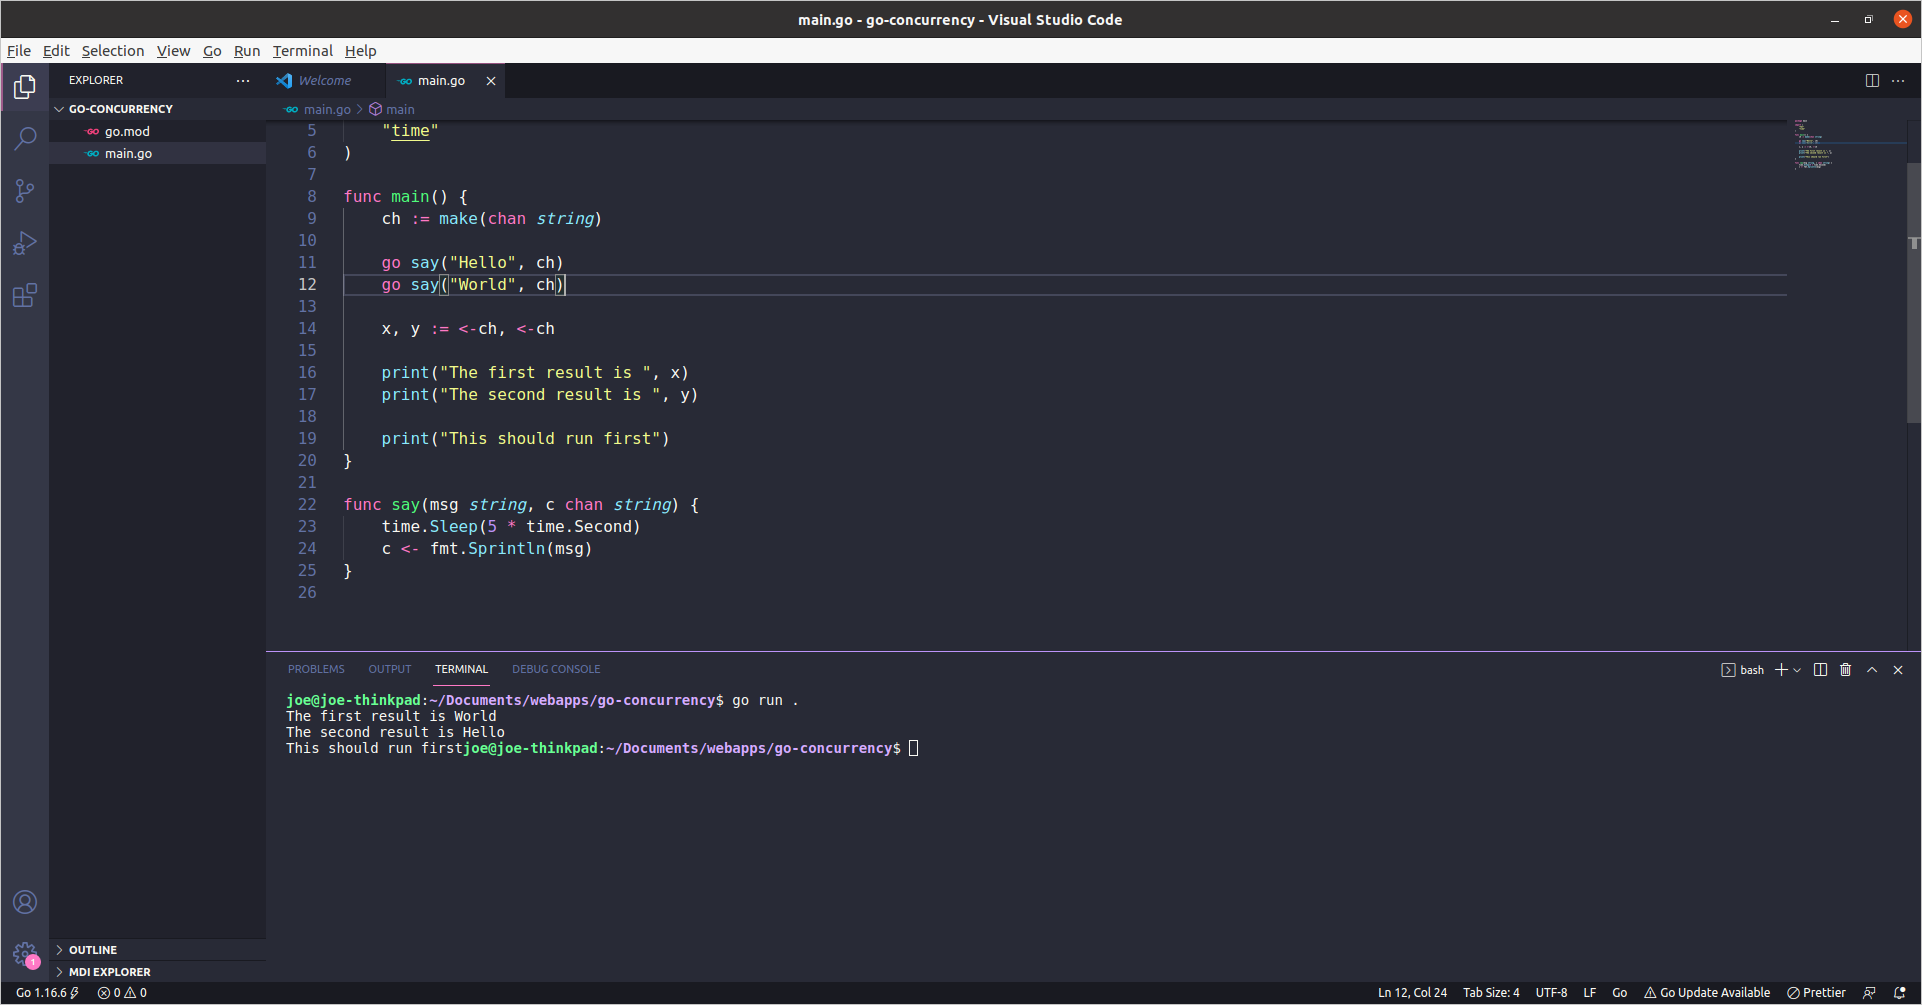 main.go - go-concurrency - Visual Studio Code
File Edit Selection View Go Run Terminal Help
EXPLORER
Welcome
main.go
GO-CONCURRENCY
go.mod
main.go
main.go > main
5 "time"
6 )
7
8 func main() {
9 ch := make(chan string)
10
11 go say("Hello", ch)
12 go say("World", ch)
13
14 x, y := <-ch, <-ch
15
16 print("The first result is ", x)
17 print("The second result is ", y)
18
19 print("This should run first")
20 }
21
22 func say(msg string, c chan string) {
23 time.Sleep(5 * time.Second)
24 c <- fmt.Sprintln(msg)
25 }
26
PROBLEMS OUTPUT TERMINAL DEBUG CONSOLE
bash
joe@joe-thinkpad:~/Documents/webapps/go-concurrency$ go run .
The first result is World
The second result is Hello
This should run firstjoe@joe-thinkpad:~/Documents/webapps/go-concurrency$
OUTLINE
1
MDI EXPLORER
Go 1.16.6 0 0 Ln 12, Col 24 Tab Size: 4 UTF-8 LF Go Go Update Available Prettier